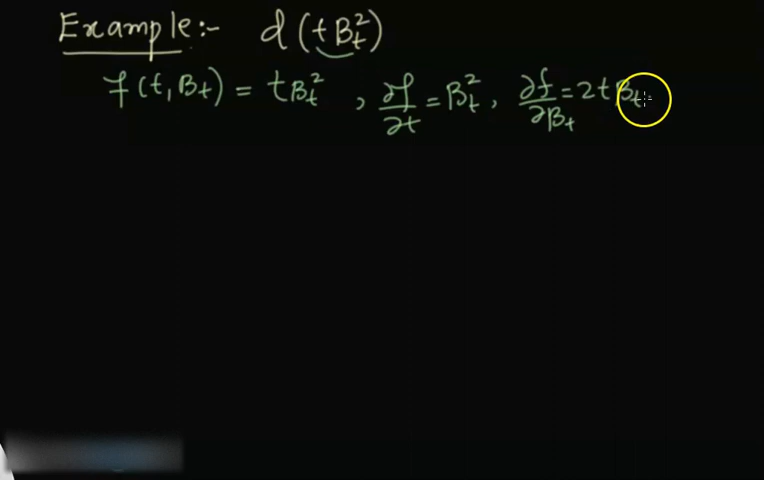 Example:- d(tB_t^2)
f(t, B_t) = tB_t^2 , ∂f/∂t = B_t^2, ∂f/∂B_t = 2tB_t